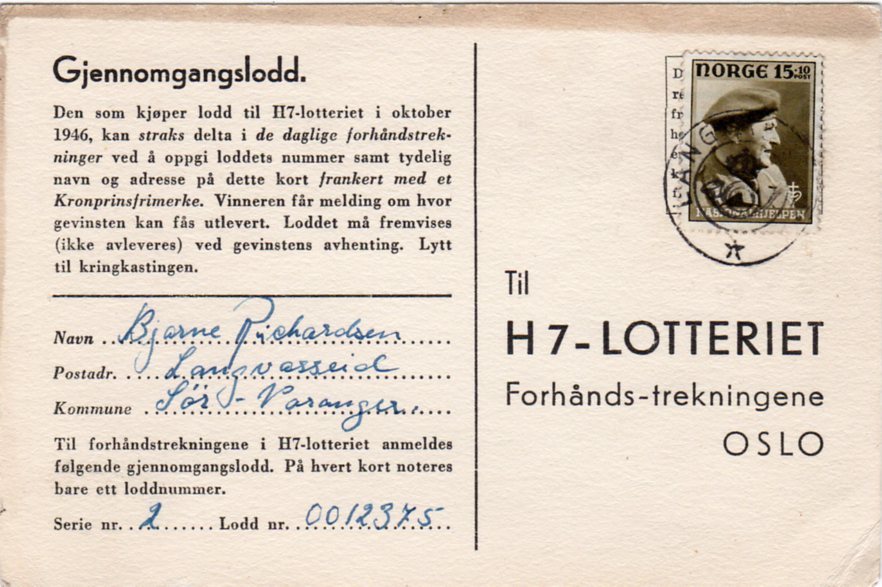 Gjennomgangslodd.
Den som kjøper lodd til H7-lotteriet i oktober
1946, kan straks delta i de daglige forhåndstrek-
ninger ved å oppgi loddets nummer samt tydelig
navn og adresse på dette kort frankert med et
Kronprinsfrimerke. Vinneren får melding om hvor
gevinsten kan fås utlevert. Loddet må fremvises
(ikke avleveres) ved gevinstens avhenting. Lytt
til kringkastingen.
Navn Bjarne Richardsen
Postadr. Langvasseid
Kommune Sör-Varanger.
Til forhåndstrekningene i H7-lotteriet anmeldes
følgende gjennomgangslodd. På hvert kort noteres
bare ett loddnummer.
Serie nr. 2 Lodd nr. 0012375
NORGE 15+10
POST
NASJONALHJELPEN
LANG
Til
H7-LOTTERIET
Forhånds-trekningene
OSLO